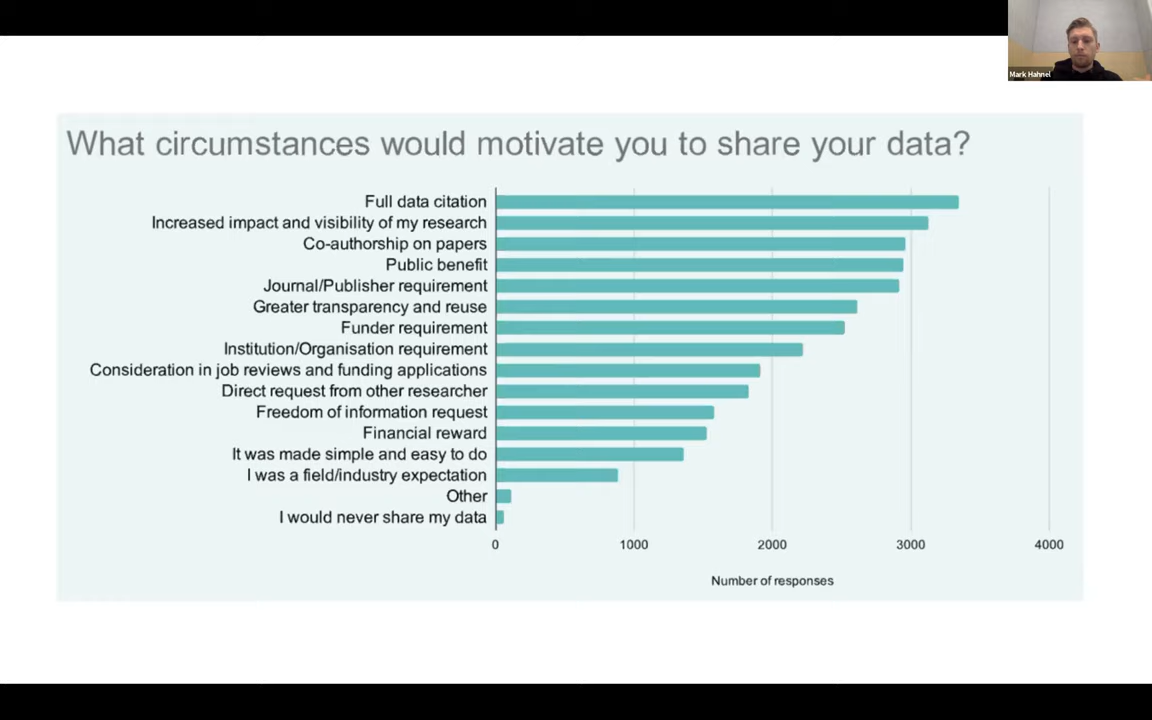 Mark Hahnel
What circumstances would motivate you to share your data?
Full data citation
Increased impact and visibility of my research
Co-authorship on papers
Public benefit
Journal/Publisher requirement
Greater transparency and reuse
Funder requirement
Institution/Organisation requirement
Consideration in job reviews and funding applications
Direct request from other researcher
Freedom of information request
Financial reward
It was made simple and easy to do
I was a field/industry expectation
Other
I would never share my data
0 1000 2000 3000 4000
Number of responses